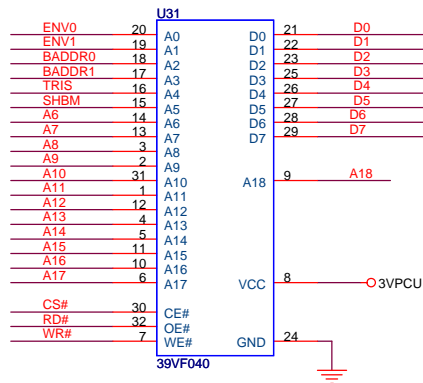 U31
ENV0 20 A0 D0 21 D0
ENV1 19 A1 D1 22 D1
BADDR0 18 A2 D2 23 D2
BADDR1 17 A3 D3 25 D3
TRIS 16 A4 D4 26 D4
SHBM 15 A5 D5 27 D5
A6 14 A6 D6 28 D6
A7 13 A7 D7 29 D7
A8 3 A8
A9 2 A9
A10 31 A10 A18 9 A18
A11 1 A11
A12 12 A12
A13 4 A13
A14 5 A14
A15 11 A15
A16 10 A16
A17 6 A17 VCC 8 3VPCU
CS# 30 CE#
RD# 32 OE#
WR# 7 WE# GND 24
39VF040